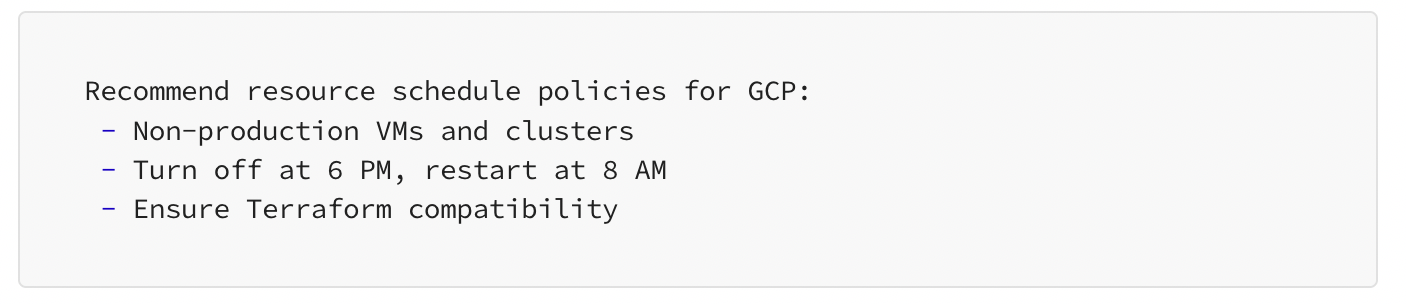 Recommend resource schedule policies for GCP:
- Non-production VMs and clusters
- Turn off at 6 PM, restart at 8 AM
- Ensure Terraform compatibility